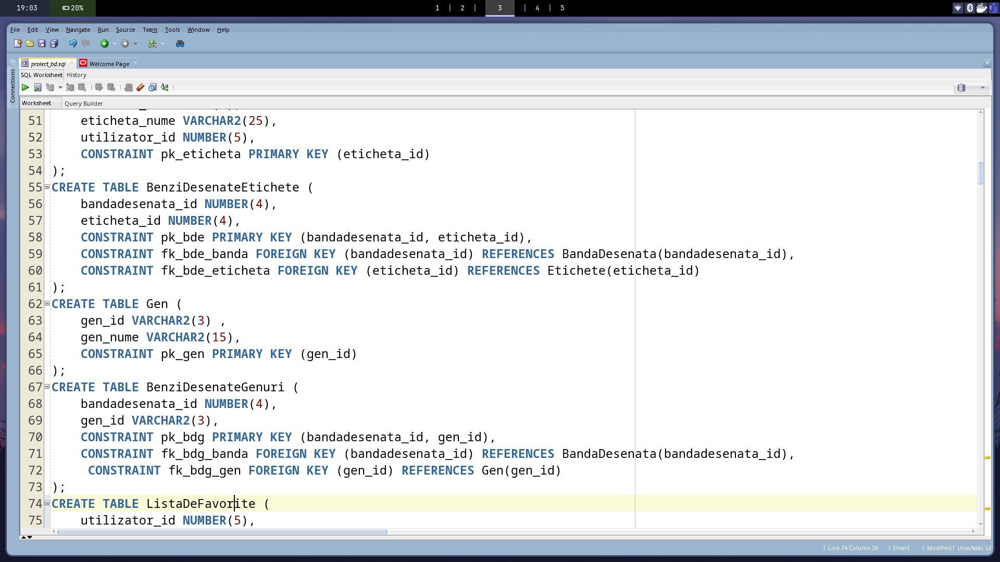 19:03 20% 1 | 2 | 3 | 4 | 5
File Edit View Navigate Run Source Team Tools Window Help
proiect_bd.sql Welcome Page
Connections
SQL Worksheet History
Worksheet Query Builder
51 eticheta_nume VARCHAR2(25),
52 utilizator_id NUMBER(5),
53 CONSTRAINT pk_eticheta PRIMARY KEY (eticheta_id)
54 );
55 CREATE TABLE BenziDesenateEtichete (
56 bandadesenata_id NUMBER(4),
57 eticheta_id NUMBER(4),
58 CONSTRAINT pk_bde PRIMARY KEY (bandadesenata_id, eticheta_id),
59 CONSTRAINT fk_bde_banda FOREIGN KEY (bandadesenata_id) REFERENCES BandaDesenata(bandadesenata_id),
60 CONSTRAINT fk_bde_eticheta FOREIGN KEY (eticheta_id) REFERENCES Etichete(eticheta_id)
61 );
62 CREATE TABLE Gen (
63 gen_id VARCHAR2(3) ,
64 gen_nume VARCHAR2(15),
65 CONSTRAINT pk_gen PRIMARY KEY (gen_id)
66 );
67 CREATE TABLE BenziDesenateGenuri (
68 bandadesenata_id NUMBER(4),
69 gen_id VARCHAR2(3),
70 CONSTRAINT pk_bdg PRIMARY KEY (bandadesenata_id, gen_id),
71 CONSTRAINT fk_bdg_banda FOREIGN KEY (bandadesenata_id) REFERENCES BandaDesenata(bandadesenata_id),
72 CONSTRAINT fk_bdg_gen FOREIGN KEY (gen_id) REFERENCES Gen(gen_id)
73 );
74 CREATE TABLE ListaDeFavorite (
75 utilizator_id NUMBER(5),
| Line 74 Column 26 | Insert | Modified | Unix/Mac: LF